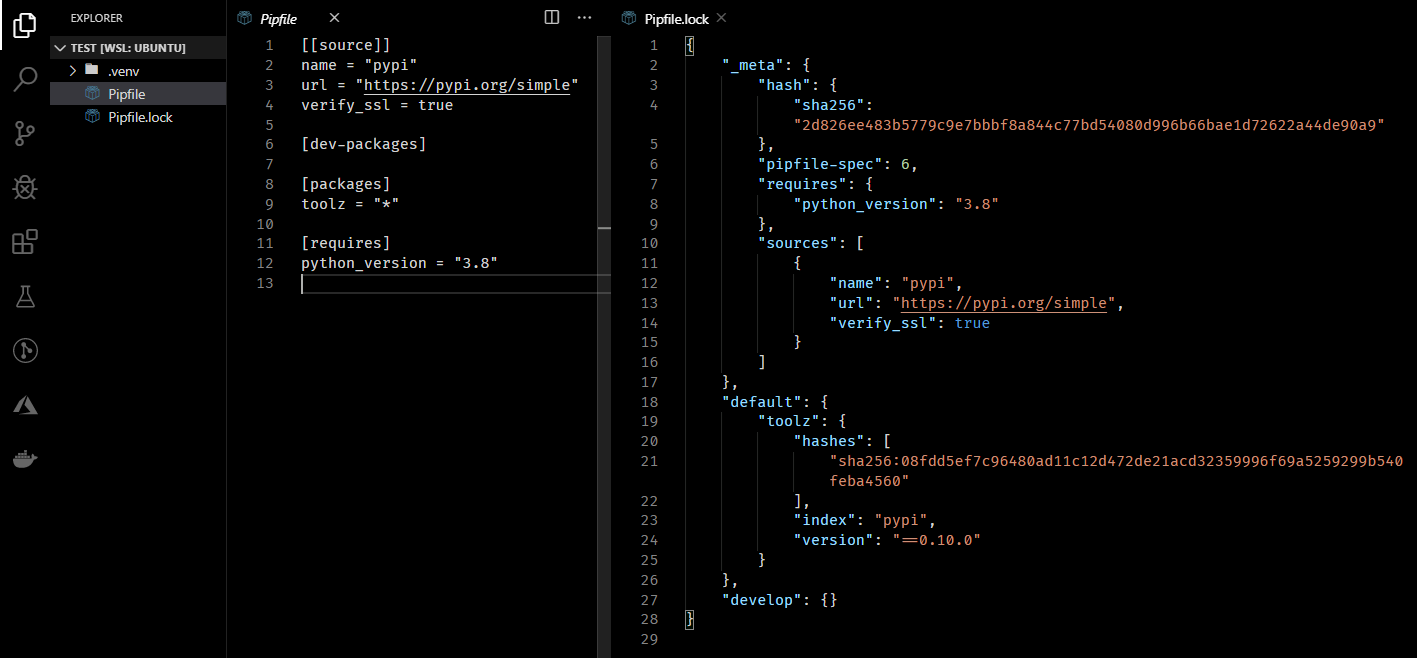 EXPLORER
TEST [WSL: UBUNTU]
.venv
Pipfile
Pipfile.lock
Pipfile
1 [[source]]
2 name = "pypi"
3 url = "https://pypi.org/simple"
4 verify_ssl = true
5
6 [dev-packages]
7
8 [packages]
9 toolz = "*"
10
11 [requires]
12 python_version = "3.8"
13
Pipfile.lock
1 {
2 "_meta": {
3 "hash": {
4 "sha256":
"2d826ee483b5779c9e7bbbf8a844c77bd54080d996b66bae1d72622a44de90a9"
5 },
6 "pipfile-spec": 6,
7 "requires": {
8 "python_version": "3.8"
9 },
10 "sources": [
11 {
12 "name": "pypi",
13 "url": "https://pypi.org/simple",
14 "verify_ssl": true
15 }
16 ]
17 },
18 "default": {
19 "toolz": {
20 "hashes": [
21 "sha256:08fdd5ef7c96480ad11c12d472de21acd32359996f69a5259299b540
feba4560"
22 ],
23 "index": "pypi",
24 "version": "==0.10.0"
25 }
26 },
27 "develop": {}
28 }
29